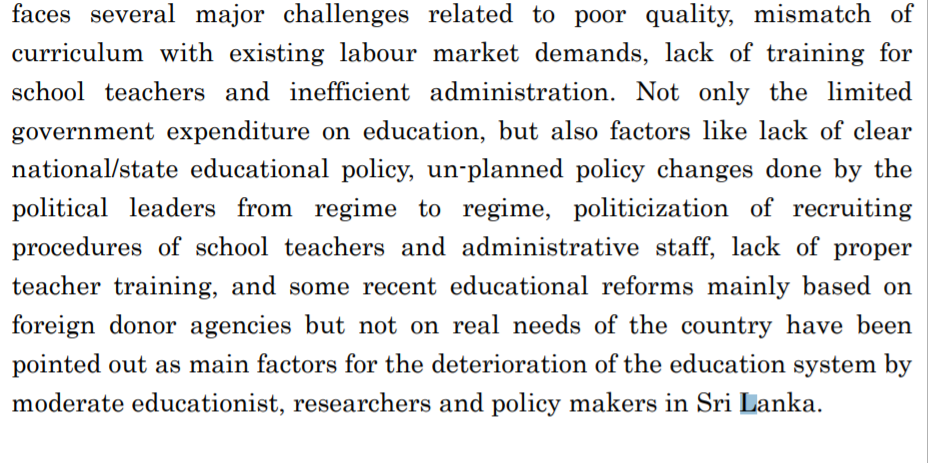 faces several major challenges related to poor quality, mismatch of
curriculum with existing labour market demands, lack of training for
school teachers and inefficient administration. Not only the limited
government expenditure on education, but also factors like lack of clear
national/state educational policy, un-planned policy changes done by the
political leaders from regime to regime, politicization of recruiting
procedures of school teachers and administrative staff, lack of proper
teacher training, and some recent educational reforms mainly based on
foreign donor agencies but not on real needs of the country have been
pointed out as main factors for the deterioration of the education system by
moderate educationist, researchers and policy makers in Sri Lanka.